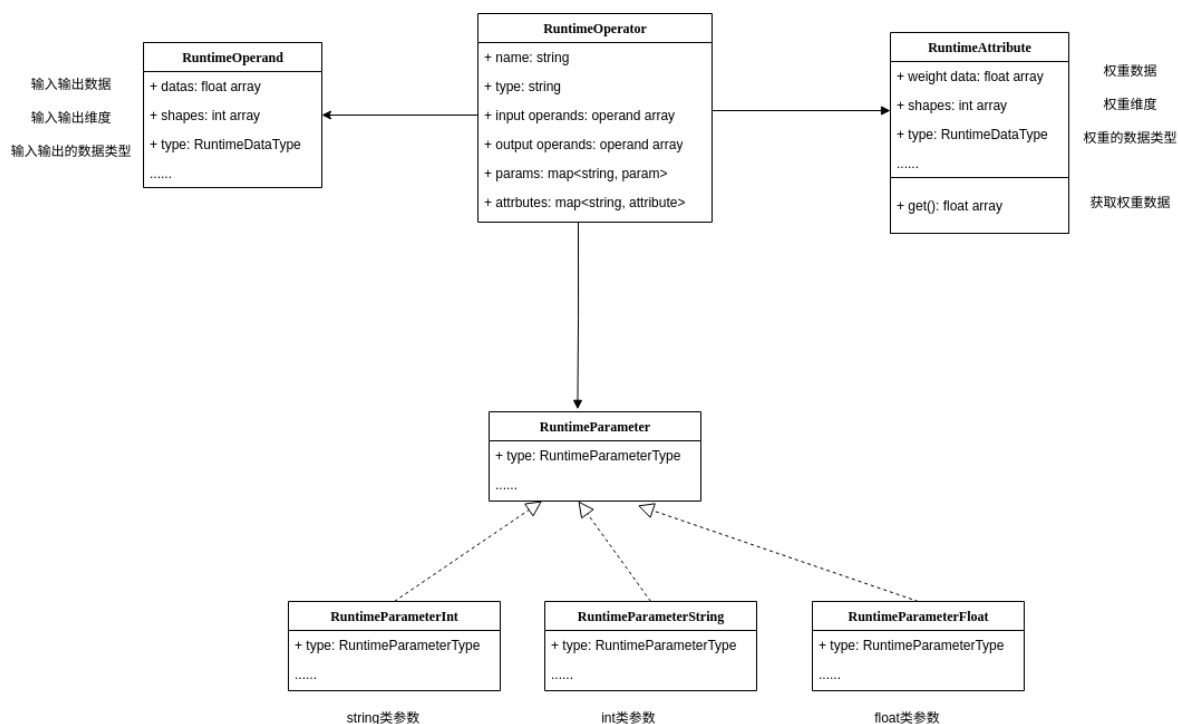 RuntimeOperator
+ name: string
+ type: string
+ input operands: operand array
+ output operands: operand array
+ params: map<string, param>
+ attrbutes: map<string, attribute>
RuntimeOperand
+ datas: float array
+ shapes: int array
+ type: RuntimeDataType
......
输入输出数据
输入输出维度
输入输出的数据类型
RuntimeAttribute
+ weight data: float array
+ shapes: int array
+ type: RuntimeDataType
......
+ get(): float array
权重数据
权重维度
权重的数据类型
获取权重数据
RuntimeParameter
+ type: RuntimeParameterType
......
RuntimeParameterInt
+ type: RuntimeParameterType
......
string类参数
RuntimeParameterString
+ type: RuntimeParameterType
......
int类参数
RuntimeParameterFloat
+ type: RuntimeParameterType
......
float类参数